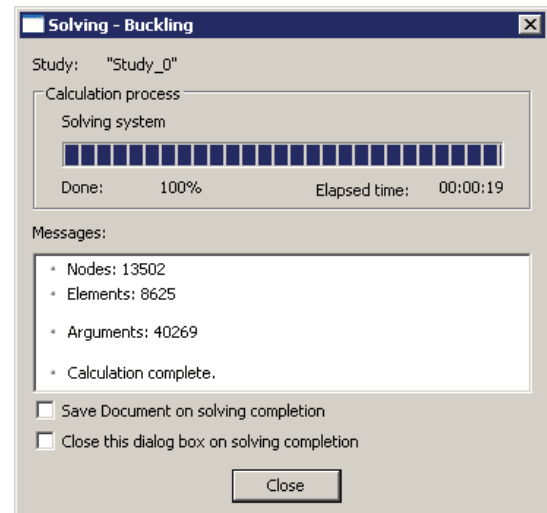 Solving - Buckling
Study: "Study_0"
Calculation process
Solving system
Done: 100% Elapsed time: 00:00:19
Messages:
Nodes: 13502
Elements: 8625
Arguments: 40269
Calculation complete.
Save Document on solving completion
Close this dialog box on solving completion
Close